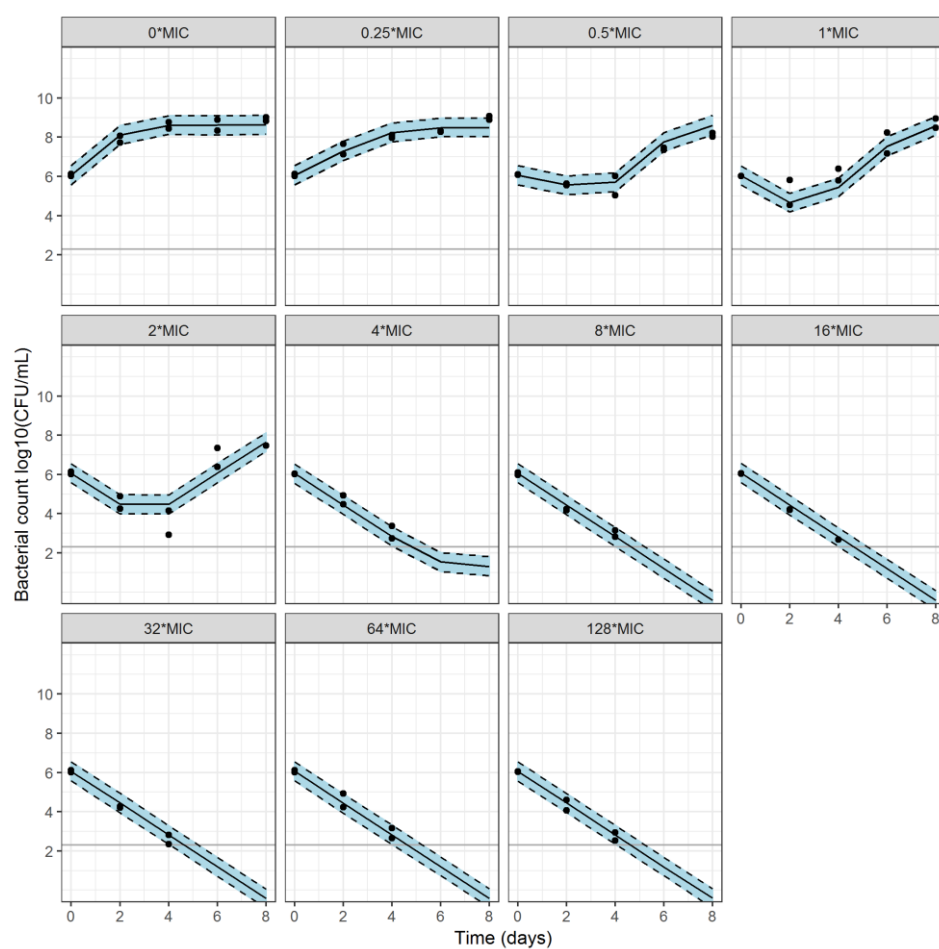 0*MIC 0.25*MIC 0.5*MIC 1*MIC
10
8
6
4
2
2*MIC 4*MIC 8*MIC 16*MIC
10
8
6
4
2
0 2 4 6 8
32*MIC 64*MIC 128*MIC
10
8
6
4
2
0 2 4 6 8 0 2 4 6 8 0 2 4 6 8
Time (days)
Bacterial count log10(CFU/mL)